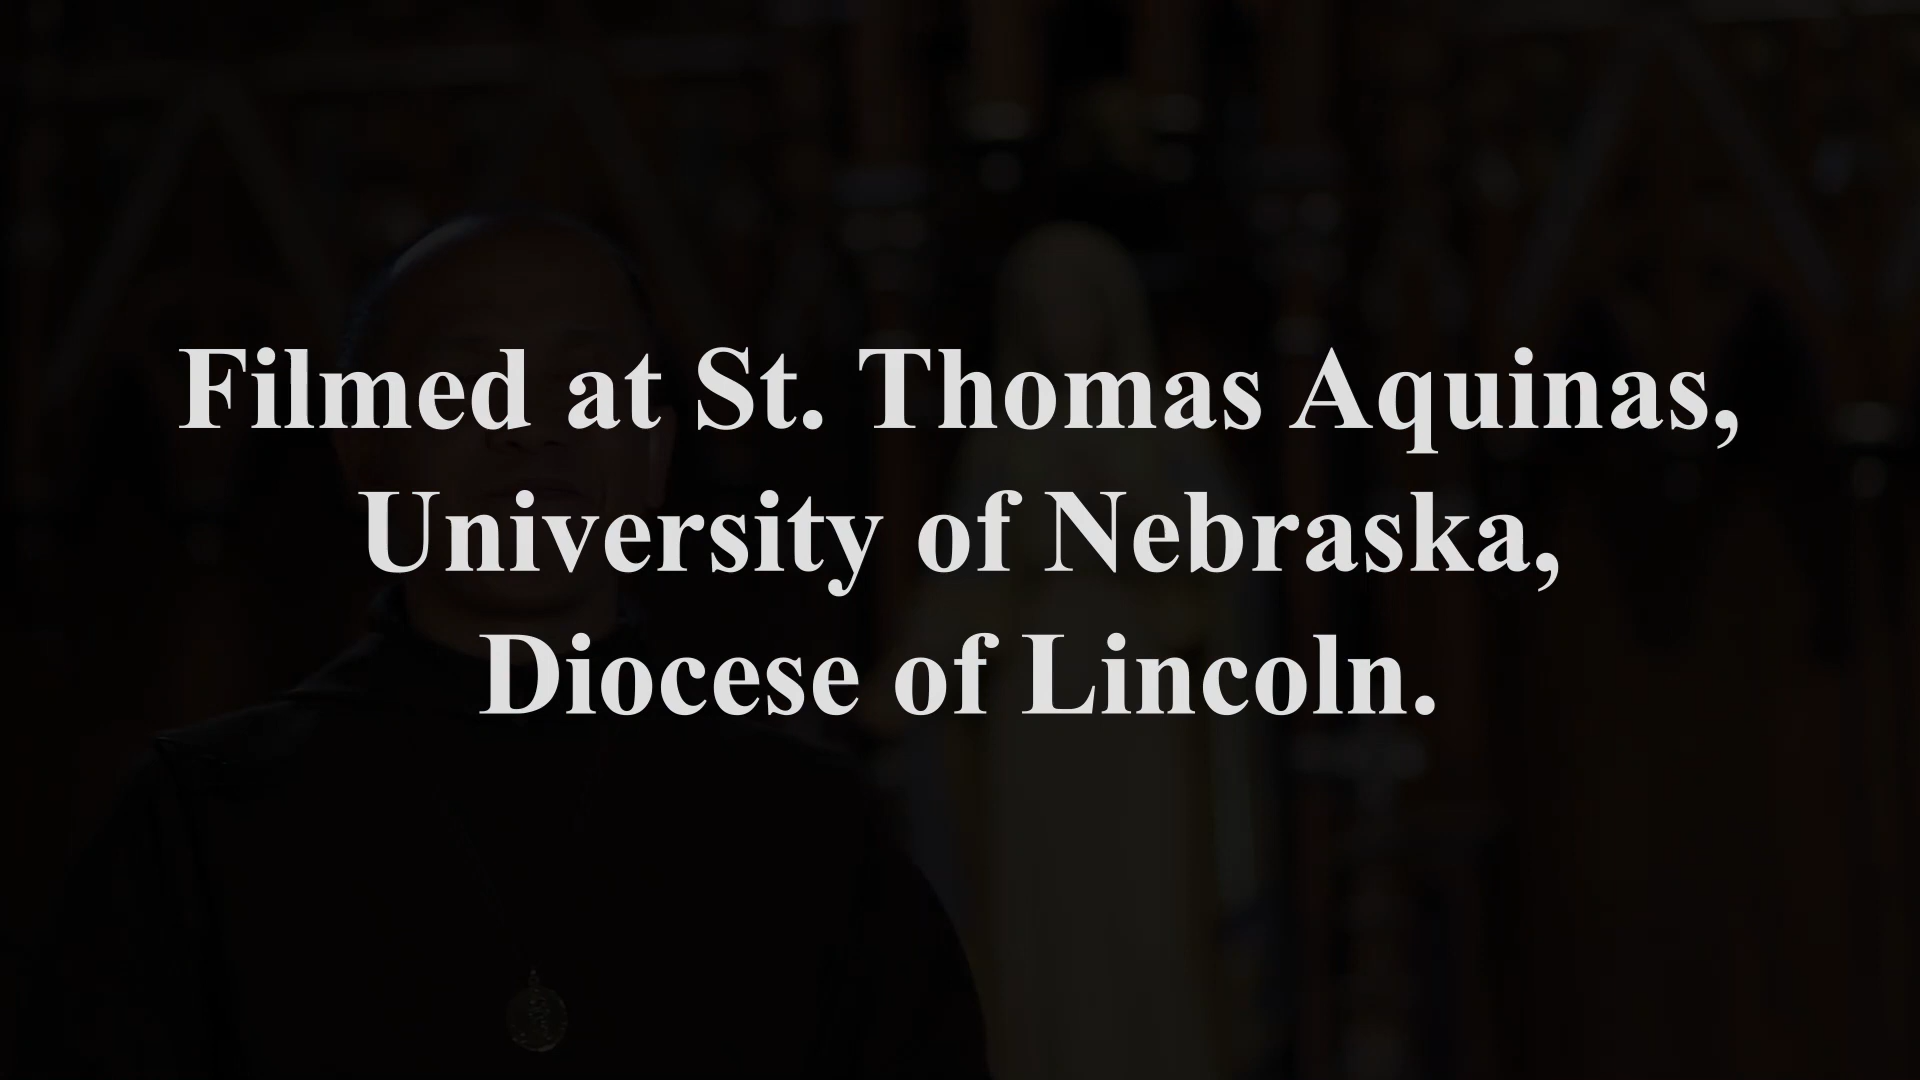 Filmed at St. Thomas Aquinas,
University of Nebraska,
Diocese of Lincoln.